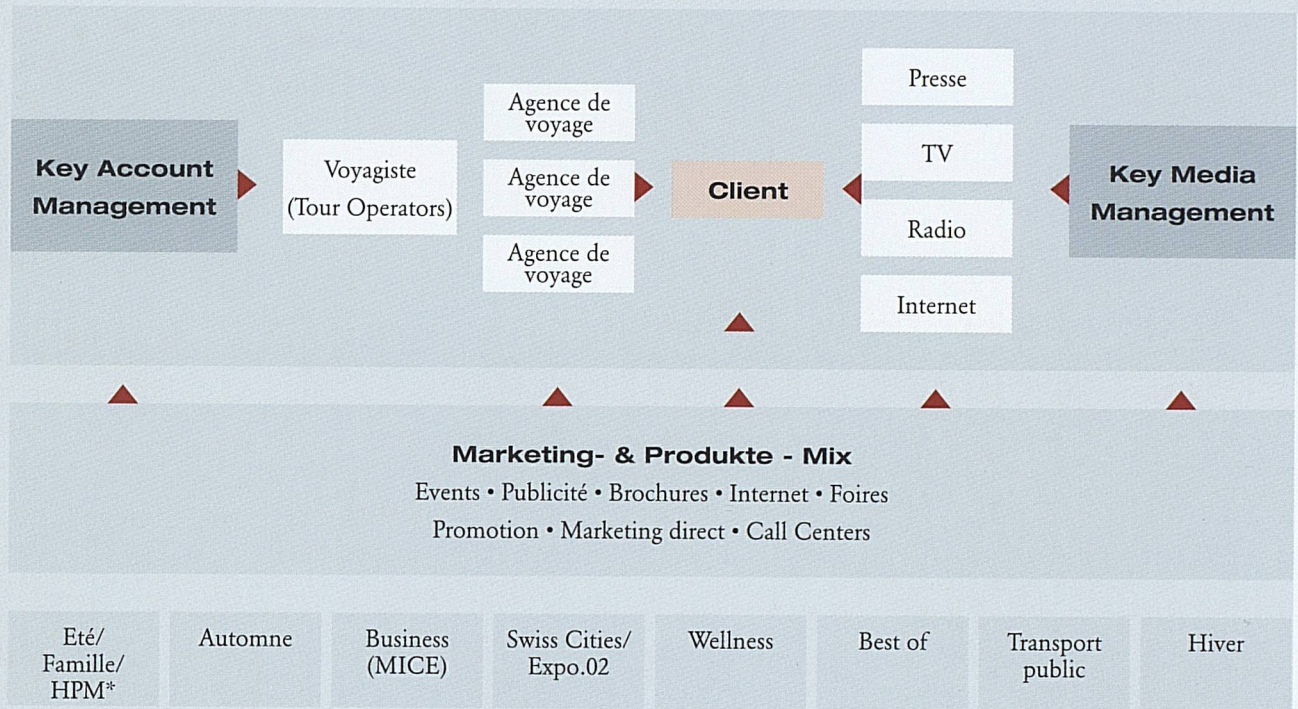 Key Account
Management
Voyagiste
(Tour Operators)
Agence de
voyage
Agence de
voyage
Agence de
voyage
Client
Presse
TV
Radio
Internet
Key Media
Management
Marketing- & Produkte - Mix
Events • Publicité • Brochures • Internet • Foires
Promotion • Marketing direct • Call Centers
Eté/
Famille/
HPM*
Automne
Business
(MICE)
Swiss Cities/
Expo.02
Wellness
Best of
Transport
public
Hiver